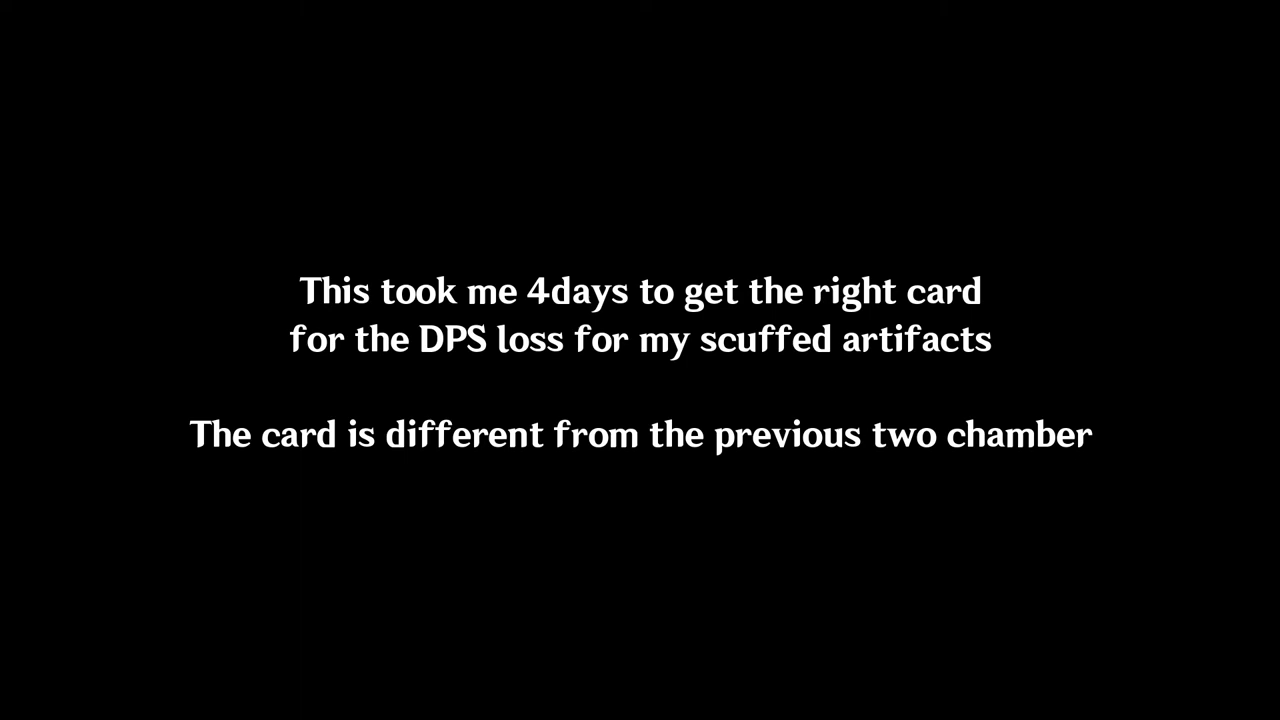 This took me 4days to get the right card
for the DPS loss for my scuffed artifacts
The card is different from the previous two chamber